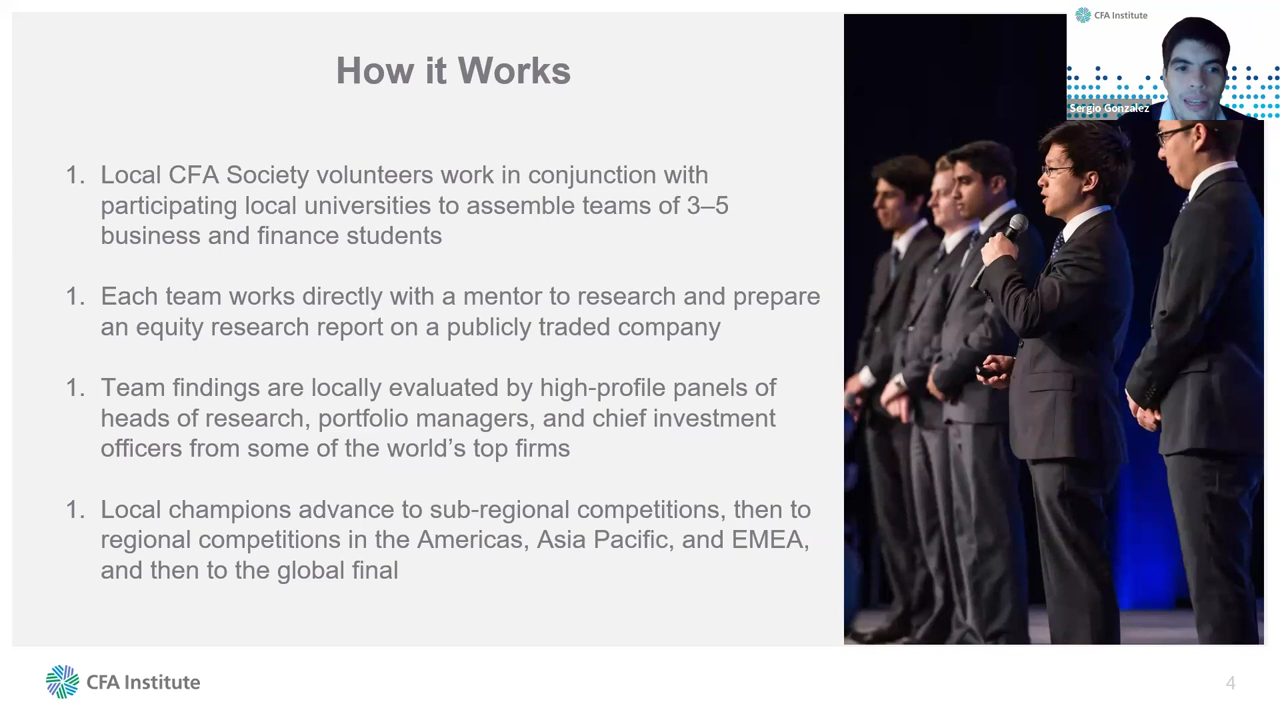 How it Works
1. Local CFA Society volunteers work in conjunction with
participating local universities to assemble teams of 3–5
business and finance students
1. Each team works directly with a mentor to research and prepare
an equity research report on a publicly traded company
1. Team findings are locally evaluated by high-profile panels of
heads of research, portfolio managers, and chief investment
officers from some of the world’s top firms
1. Local champions advance to sub-regional competitions, then to
regional competitions in the Americas, Asia Pacific, and EMEA,
and then to the global final
CFA Institute
Sergio Gonzalez
CFA Institute
4